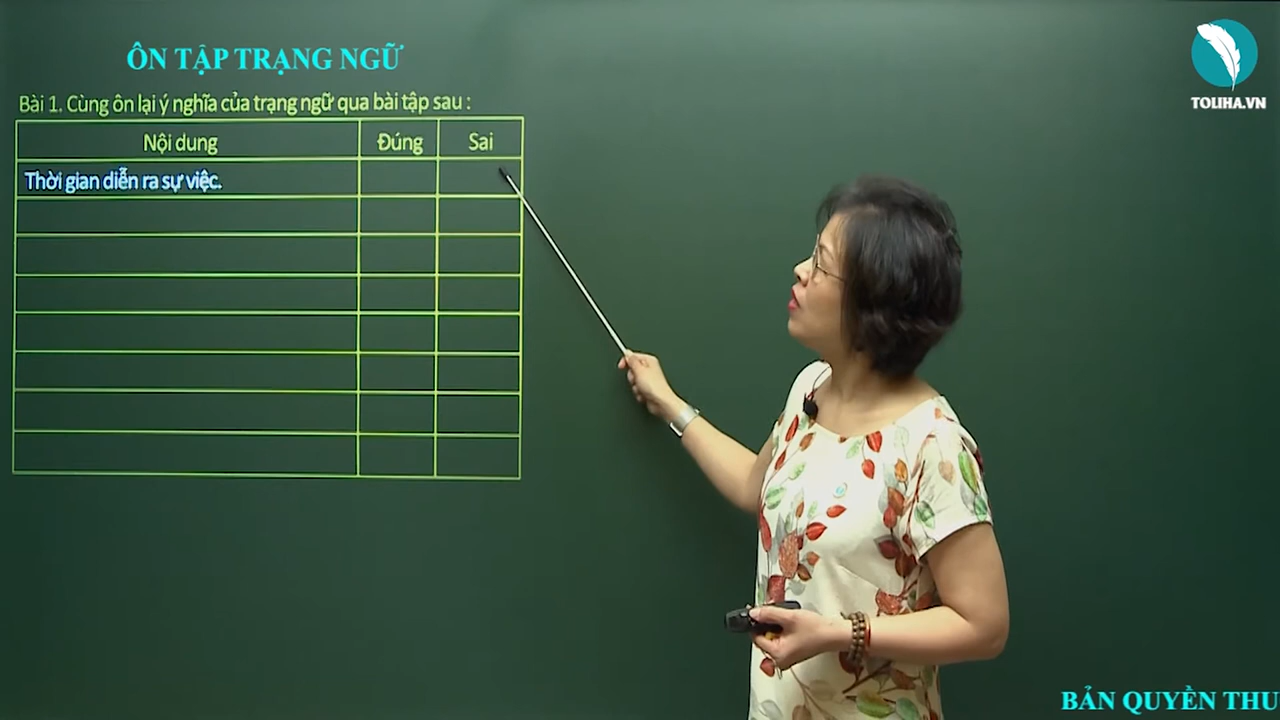 ÔN TẬP TRẠNG NGỮ
TOLIHA.VN
Bài 1. Cùng ôn lại ý nghĩa của trạng ngữ qua bài tập sau :
Nội dung Đúng Sai
Thời gian diễn ra sự việc.
BẢN QUYỀN THU